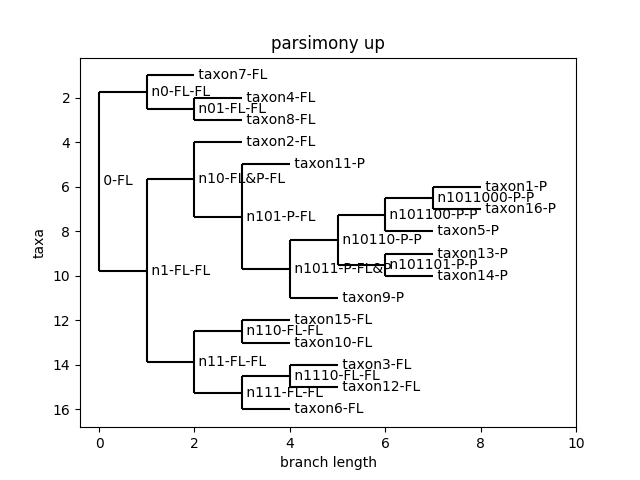 parsimony up
taxon7-FL
n0-FL-FL
2
taxon4-FL
n01-FL-FL
taxon8-FL
4
taxon2-FL
taxon11-P
6
0-FL
n10-FL&P-FL
taxon1-P
n1011000-P-P
taxon16-P
n101-P-FL
n101100-P-P
8
taxon5-P
taxa
n10110-P-P
taxon13-P
n1-FL-FL
n1011-P-FL&P
n101101-P-P
10
taxon14-P
taxon9-P
12
taxon15-FL
n110-FL-FL
taxon10-FL
14
n11-FL-FL
taxon3-FL
n1110-FL-FL
taxon12-FL
n111-FL-FL
16
taxon6-FL
0
2
4
6
8
10
branch length